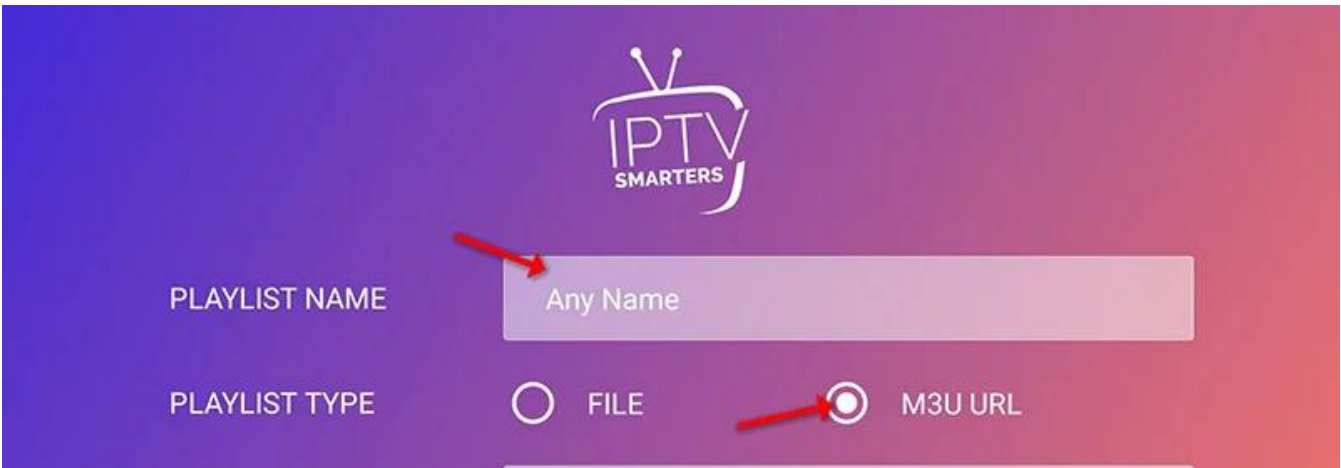 IPTV
SMARTERS
PLAYLIST NAME
Any Name
PLAYLIST TYPE
FILE
M3U URL